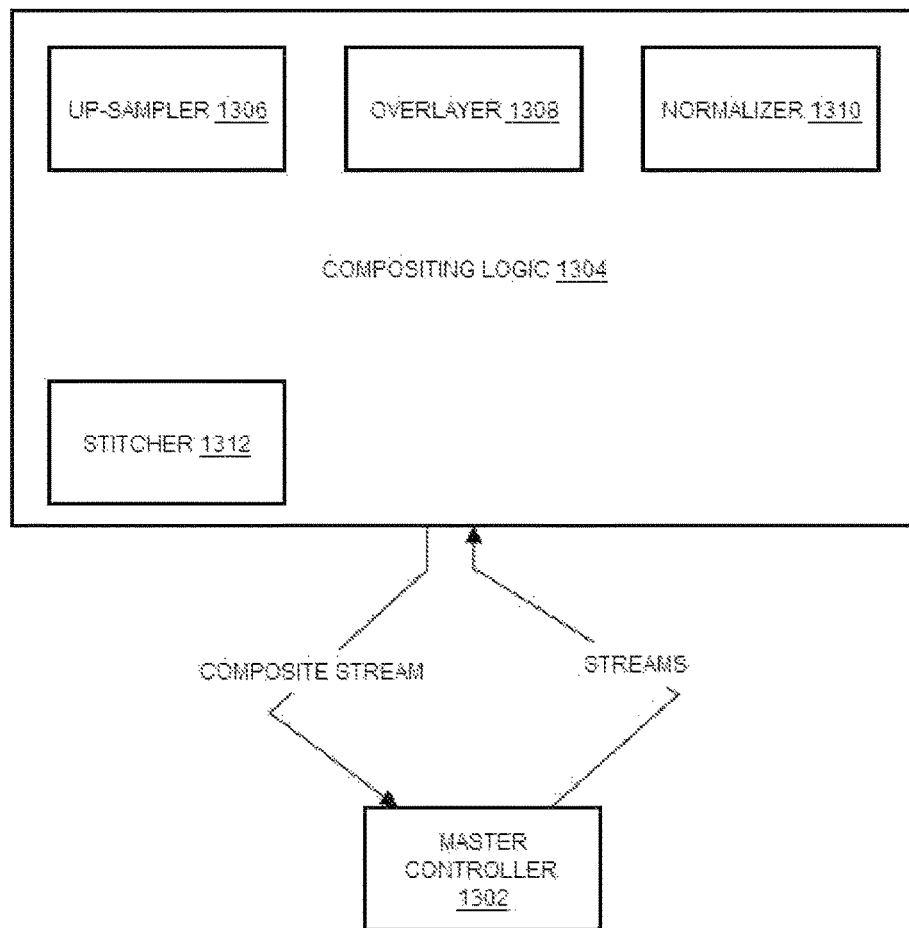 UP-SAMPLER 1306
OVERLAYER 1308
NORMALIZER 1310
COMPOSITING LOGIC 1304
STITCHER 1312
COMPOSITE STREAM
STREAMS
MASTER
CONTROLLER
1302